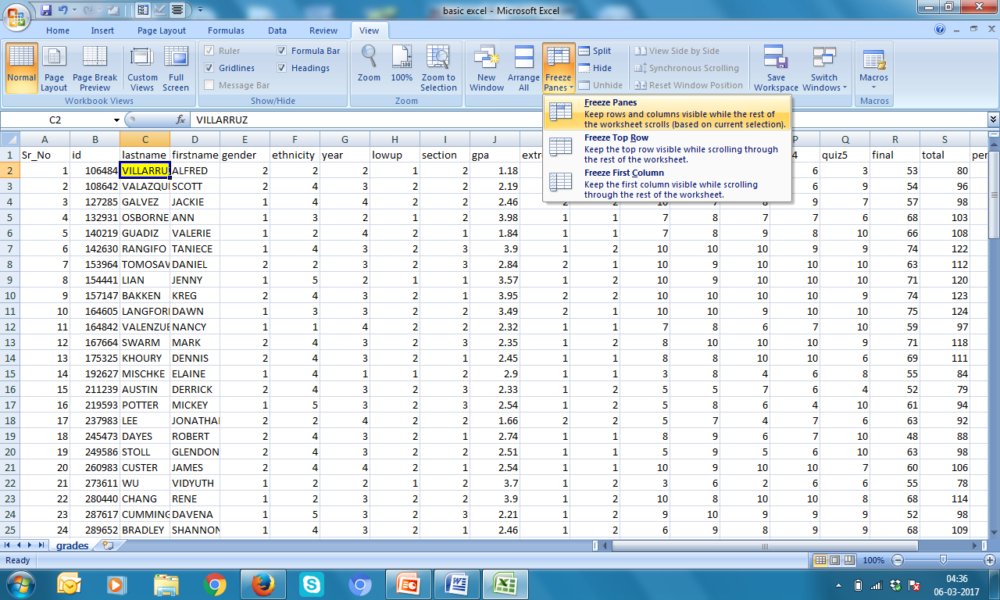 basic excel - Microsoft Excel
Home Insert Page Layout Formulas Data Review View
Normal Page Layout Page Break Preview Custom Views Full Screen
Workbook Views
Ruler Formula Bar
Gridlines Headings
Message Bar
Show/Hide
Zoom 100% Zoom to Selection
Zoom
New Window Arrange All Freeze Panes
Split
Hide
Unhide
View Side by Side
Synchronous Scrolling
Reset Window Position
Save Workspace Switch Windows
Macros
Macros
Freeze Panes
Keep rows and columns visible while the rest of
the worksheet scrolls (based on current selection).
Freeze Top Row
Keep the top row visible while scrolling through
the rest of the worksheet.
Freeze First Column
Keep the first column visible while scrolling
through the rest of the worksheet.
C2 fx VILLARRUZ
A B C D E F G H I J P Q R S
1 Sr_No id lastname firstname gender ethnicity year lowup section gpa extr 4 quiz5 final total per
2 1 106484 VILLARRU ALFRED 2 2 2 1 2 1.18 6 3 53 80
3 2 108642 VALAZQU SCOTT 2 4 3 2 2 2.19 6 9 54 96
4 3 127285 GALVEZ JACKIE 1 4 4 2 2 2.46 2 2 10 7 8 9 7 57 98
5 4 132931 OSBORNE ANN 1 3 2 1 2 3.98 1 1 7 8 7 7 6 68 103
6 5 140219 GUADIZ VALERIE 1 2 4 2 1 1.84 1 1 7 8 9 8 10 66 108
7 6 142630 RANGIFO TANIECE 1 4 3 2 3 3.9 1 2 10 10 10 9 9 74 122
8 7 153964 TOMOSAW DANIEL 2 2 3 2 3 2.84 2 1 10 9 10 10 10 63 112
9 8 154441 LIAN JENNY 1 5 2 1 1 3.57 1 2 10 9 10 10 10 71 120
10 9 157147 BAKKEN KREG 2 4 3 2 1 3.95 2 2 10 10 10 10 9 74 123
11 10 164605 LANGFORD DAWN 1 3 3 2 2 3.49 2 1 10 10 9 10 10 75 124
12 11 164842 VALENZUE NANCY 1 1 4 2 2 2.32 1 1 7 8 6 7 10 59 97
13 12 167664 SWARM MARK 2 4 3 2 3 2.35 1 2 8 10 10 10 9 71 118
14 13 175325 KHOURY DENNIS 2 4 3 2 1 2.45 1 1 8 8 10 10 6 69 111
15 14 192627 MISCHKE ELAINE 1 4 1 1 2 2.9 1 1 3 8 4 6 8 55 84
16 15 211239 AUSTIN DERRICK 2 4 3 2 3 2.33 1 2 5 5 7 6 4 52 79
17 16 219593 POTTER MICKEY 1 5 3 2 3 2.54 1 2 5 8 6 4 10 61 94
18 17 237983 LEE JONATHA 2 2 4 2 2 1.66 2 2 5 7 4 7 6 63 92
19 18 245473 DAYES ROBERT 2 4 3 2 1 2.74 1 1 8 9 6 7 10 48 88
20 19 249586 STOLL GLENDON 2 4 3 2 2 2.51 1 1 5 9 5 6 10 63 98
21 20 260983 CUSTER JAMES 2 4 4 2 1 2.54 1 1 10 9 10 10 7 60 106
22 21 273611 WU VIDYUTH 1 2 2 1 2 3.7 1 2 3 6 2 6 6 55 78
23 22 280440 CHANG RENE 1 2 3 2 2 3.9 1 2 10 8 10 10 8 68 114
24 23 287617 CUMMING DAVENA 1 5 3 2 3 2.21 1 2 9 10 9 9 9 52 98
25 24 289652 BRADLEY SHANNON 1 4 3 2 1 2.46 1 2 6 9 8 9 9 68 109
grades
Ready 100%
04:36
06-03-2017